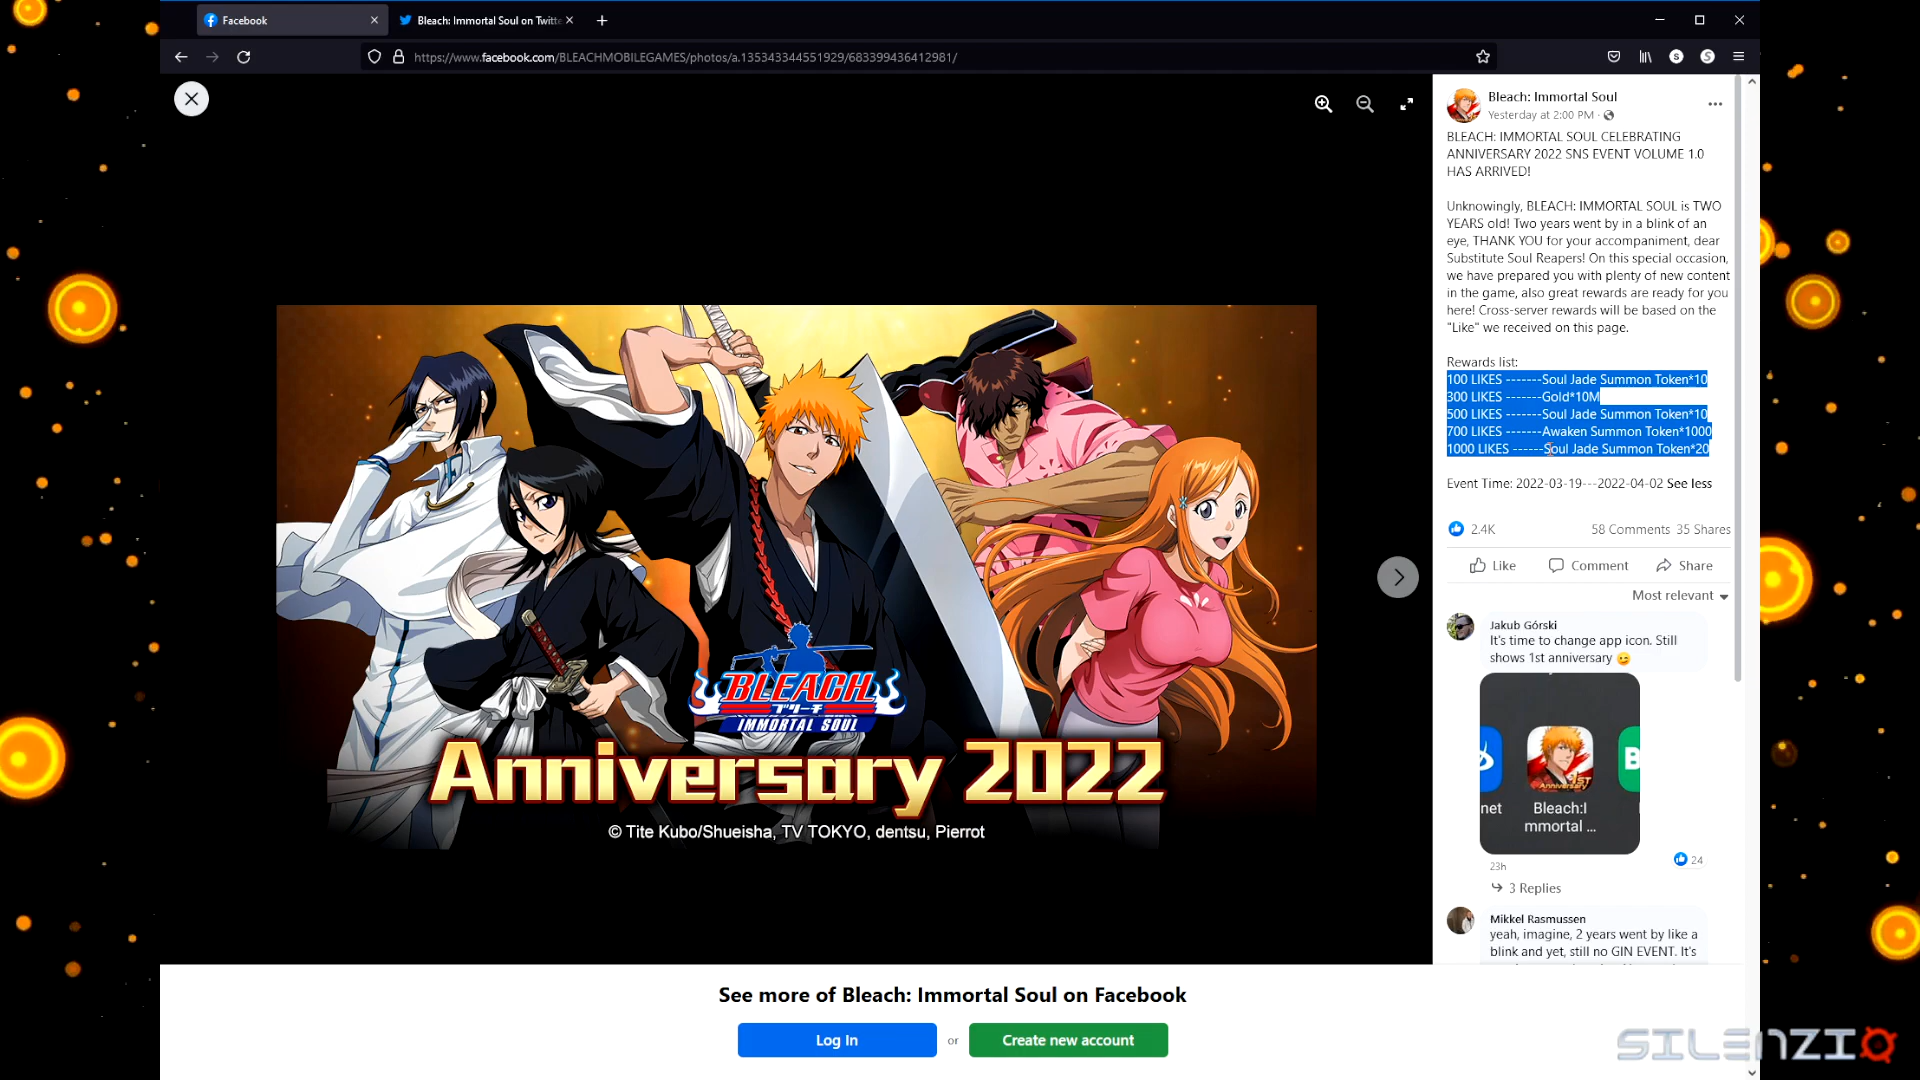 Facebook
Bleach: Immortal Soul on Twitte
https://www.facebook.com/BLEACHMOBILEGAMES/photos/a.135343344551929/683399436412981/
Bleach: Immortal Soul
Yesterday at 2:00 PM ·
BLEACH: IMMORTAL SOUL CELEBRATING
ANNIVERSARY 2022 SNS EVENT VOLUME 1.0
HAS ARRIVED!
Unknowingly, BLEACH: IMMORTAL SOUL is TWO
YEARS old! Two years went by in a blink of an
eye, THANK YOU for your accompaniment, dear
Substitute Soul Reapers! On this special occasion,
we have prepared you with plenty of new content
in the game, also great rewards are ready for you
here! Cross-server rewards will be based on the
"Like" we received on this page.
Rewards list:
100 LIKES -------Soul Jade Summon Token*10
300 LIKES -------Gold*10M
500 LIKES -------Soul Jade Summon Token*10
700 LIKES -------Awaken Summon Token*1000
1000 LIKES ------Soul Jade Summon Token*20
Event Time: 2022-03-19---2022-04-02 See less
2.4K 58 Comments 35 Shares
Like Comment Share
Most relevant
Jakub Górski
It's time to change app icon. Still
shows 1st anniversary 😉
1ST
Anniversary
net Bleach:I
mmortal ...
23h 24
3 Replies
Mikkel Rasmussen
yeah, imagine, 2 years went by like a
blink and yet, still no GIN EVENT. It's
BLEACH
ブリーチ
IMMORTAL SOUL
Anniversary 2022
© Tite Kubo/Shueisha, TV TOKYO, dentsu, Pierrot
See more of Bleach: Immortal Soul on Facebook
Log In or Create new account
SILENZIO